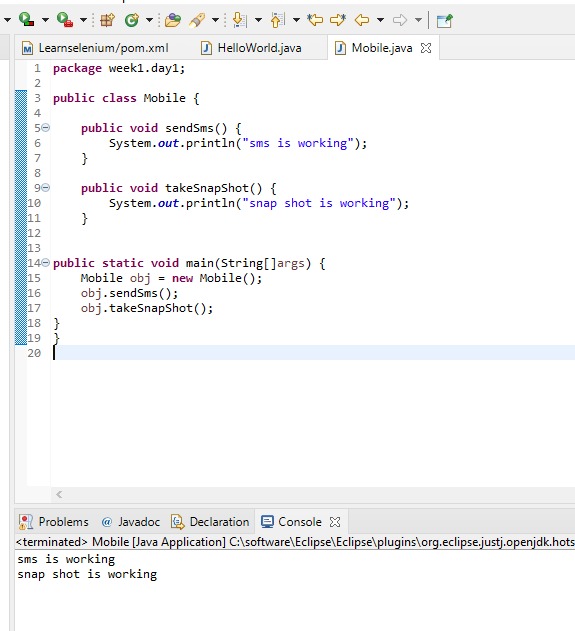 Learnselenium/pom.xml HelloWorld.java Mobile.java
1 package week1.day1;
2
3 public class Mobile {
4
5 public void sendSms() {
6 System.out.println("sms is working");
7 }
8
9 public void takeSnapShot() {
10 System.out.println("snap shot is working");
11 }
12
13
14 public static void main(String[]args) {
15 Mobile obj = new Mobile();
16 obj.sendSms();
17 obj.takeSnapShot();
18 }
19 }
20
Problems @ Javadoc Declaration Console
<terminated> Mobile [Java Application] C:\software\Eclipse\Eclipse\plugins\org.eclipse.justj.openjdk.hots
sms is working
snap shot is working